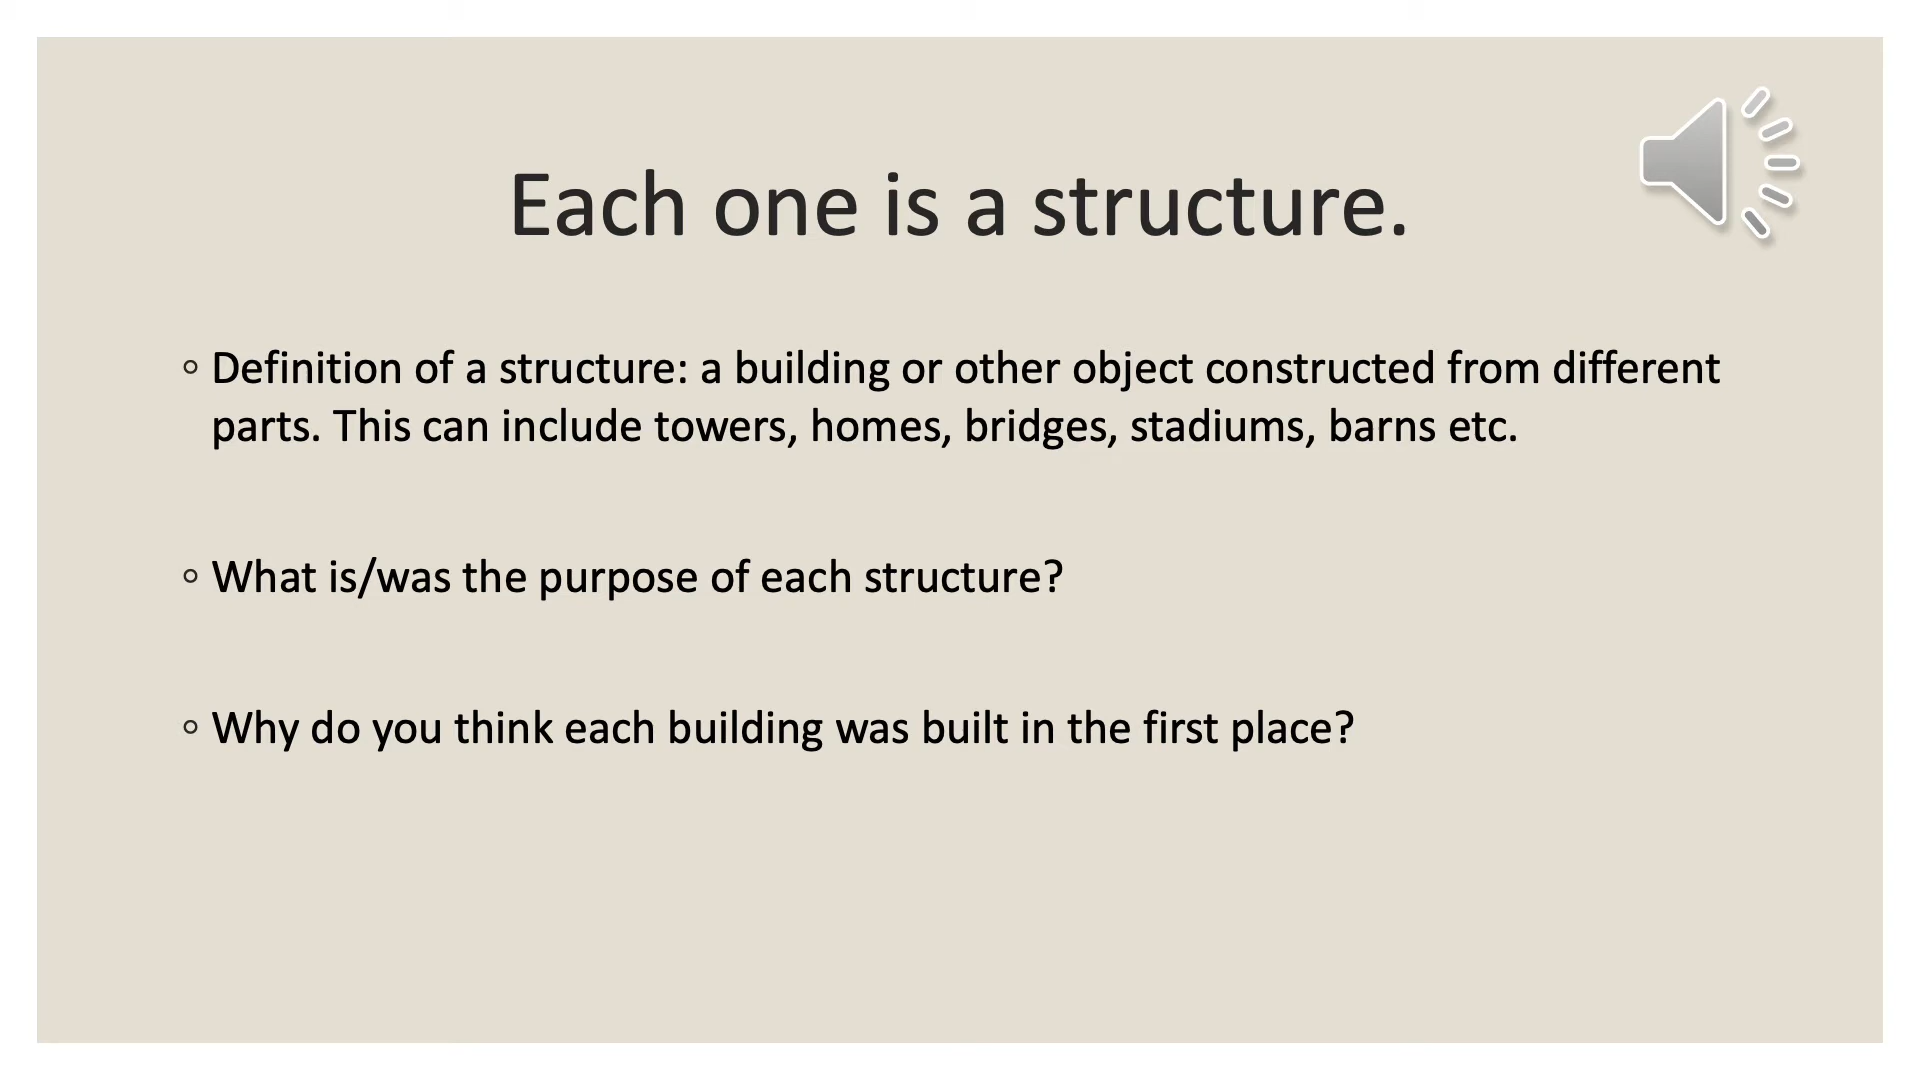 Each one is a structure.
◦ Definition of a structure: a building or other object constructed from different
parts. This can include towers, homes, bridges, stadiums, barns etc.
◦ What is/was the purpose of each structure?
◦ Why do you think each building was built in the first place?